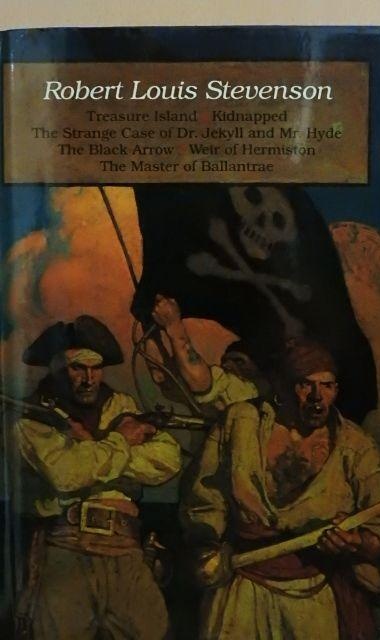 Robert Louis Stevenson
Treasure Island Kidnapped
The Strange Case of Dr. Jekyll and Mr. Hyde
The Black Arrow Weir of Hermiston
The Master of Ballantrae